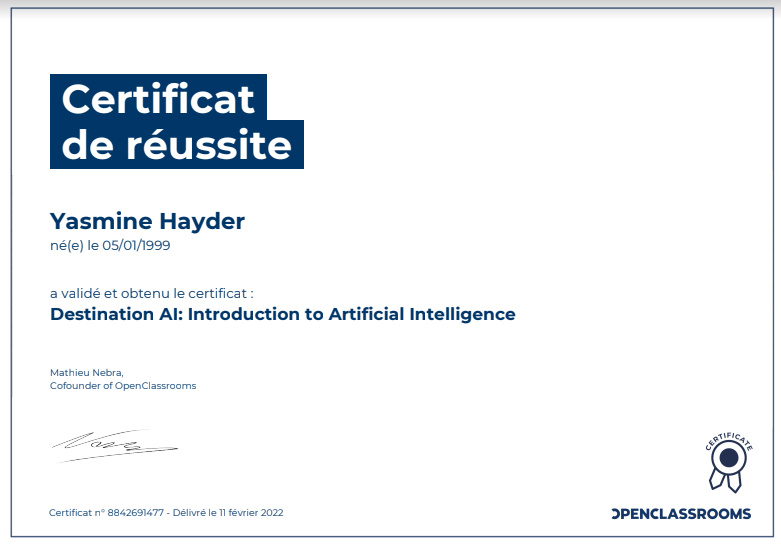 Certificat
de réussite
Yasmine Hayder
né(e) le 05/01/1999
a validé et obtenu le certificat :
Destination AI: Introduction to Artificial Intelligence
Mathieu Nebra,
Cofounder of OpenClassrooms
CERTIFICATE
Certificat n° 8842691477 - Délivré le 11 février 2022
OPENCLASSROOMS